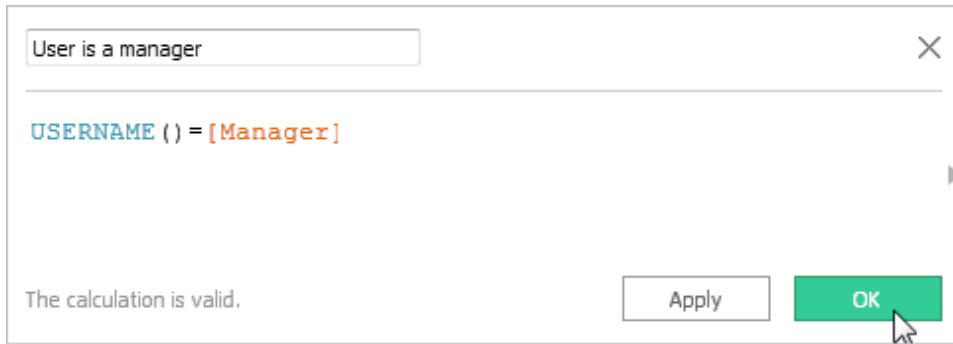 User is a manager
USERNAME()=[Manager]
The calculation is valid.
Apply
OK